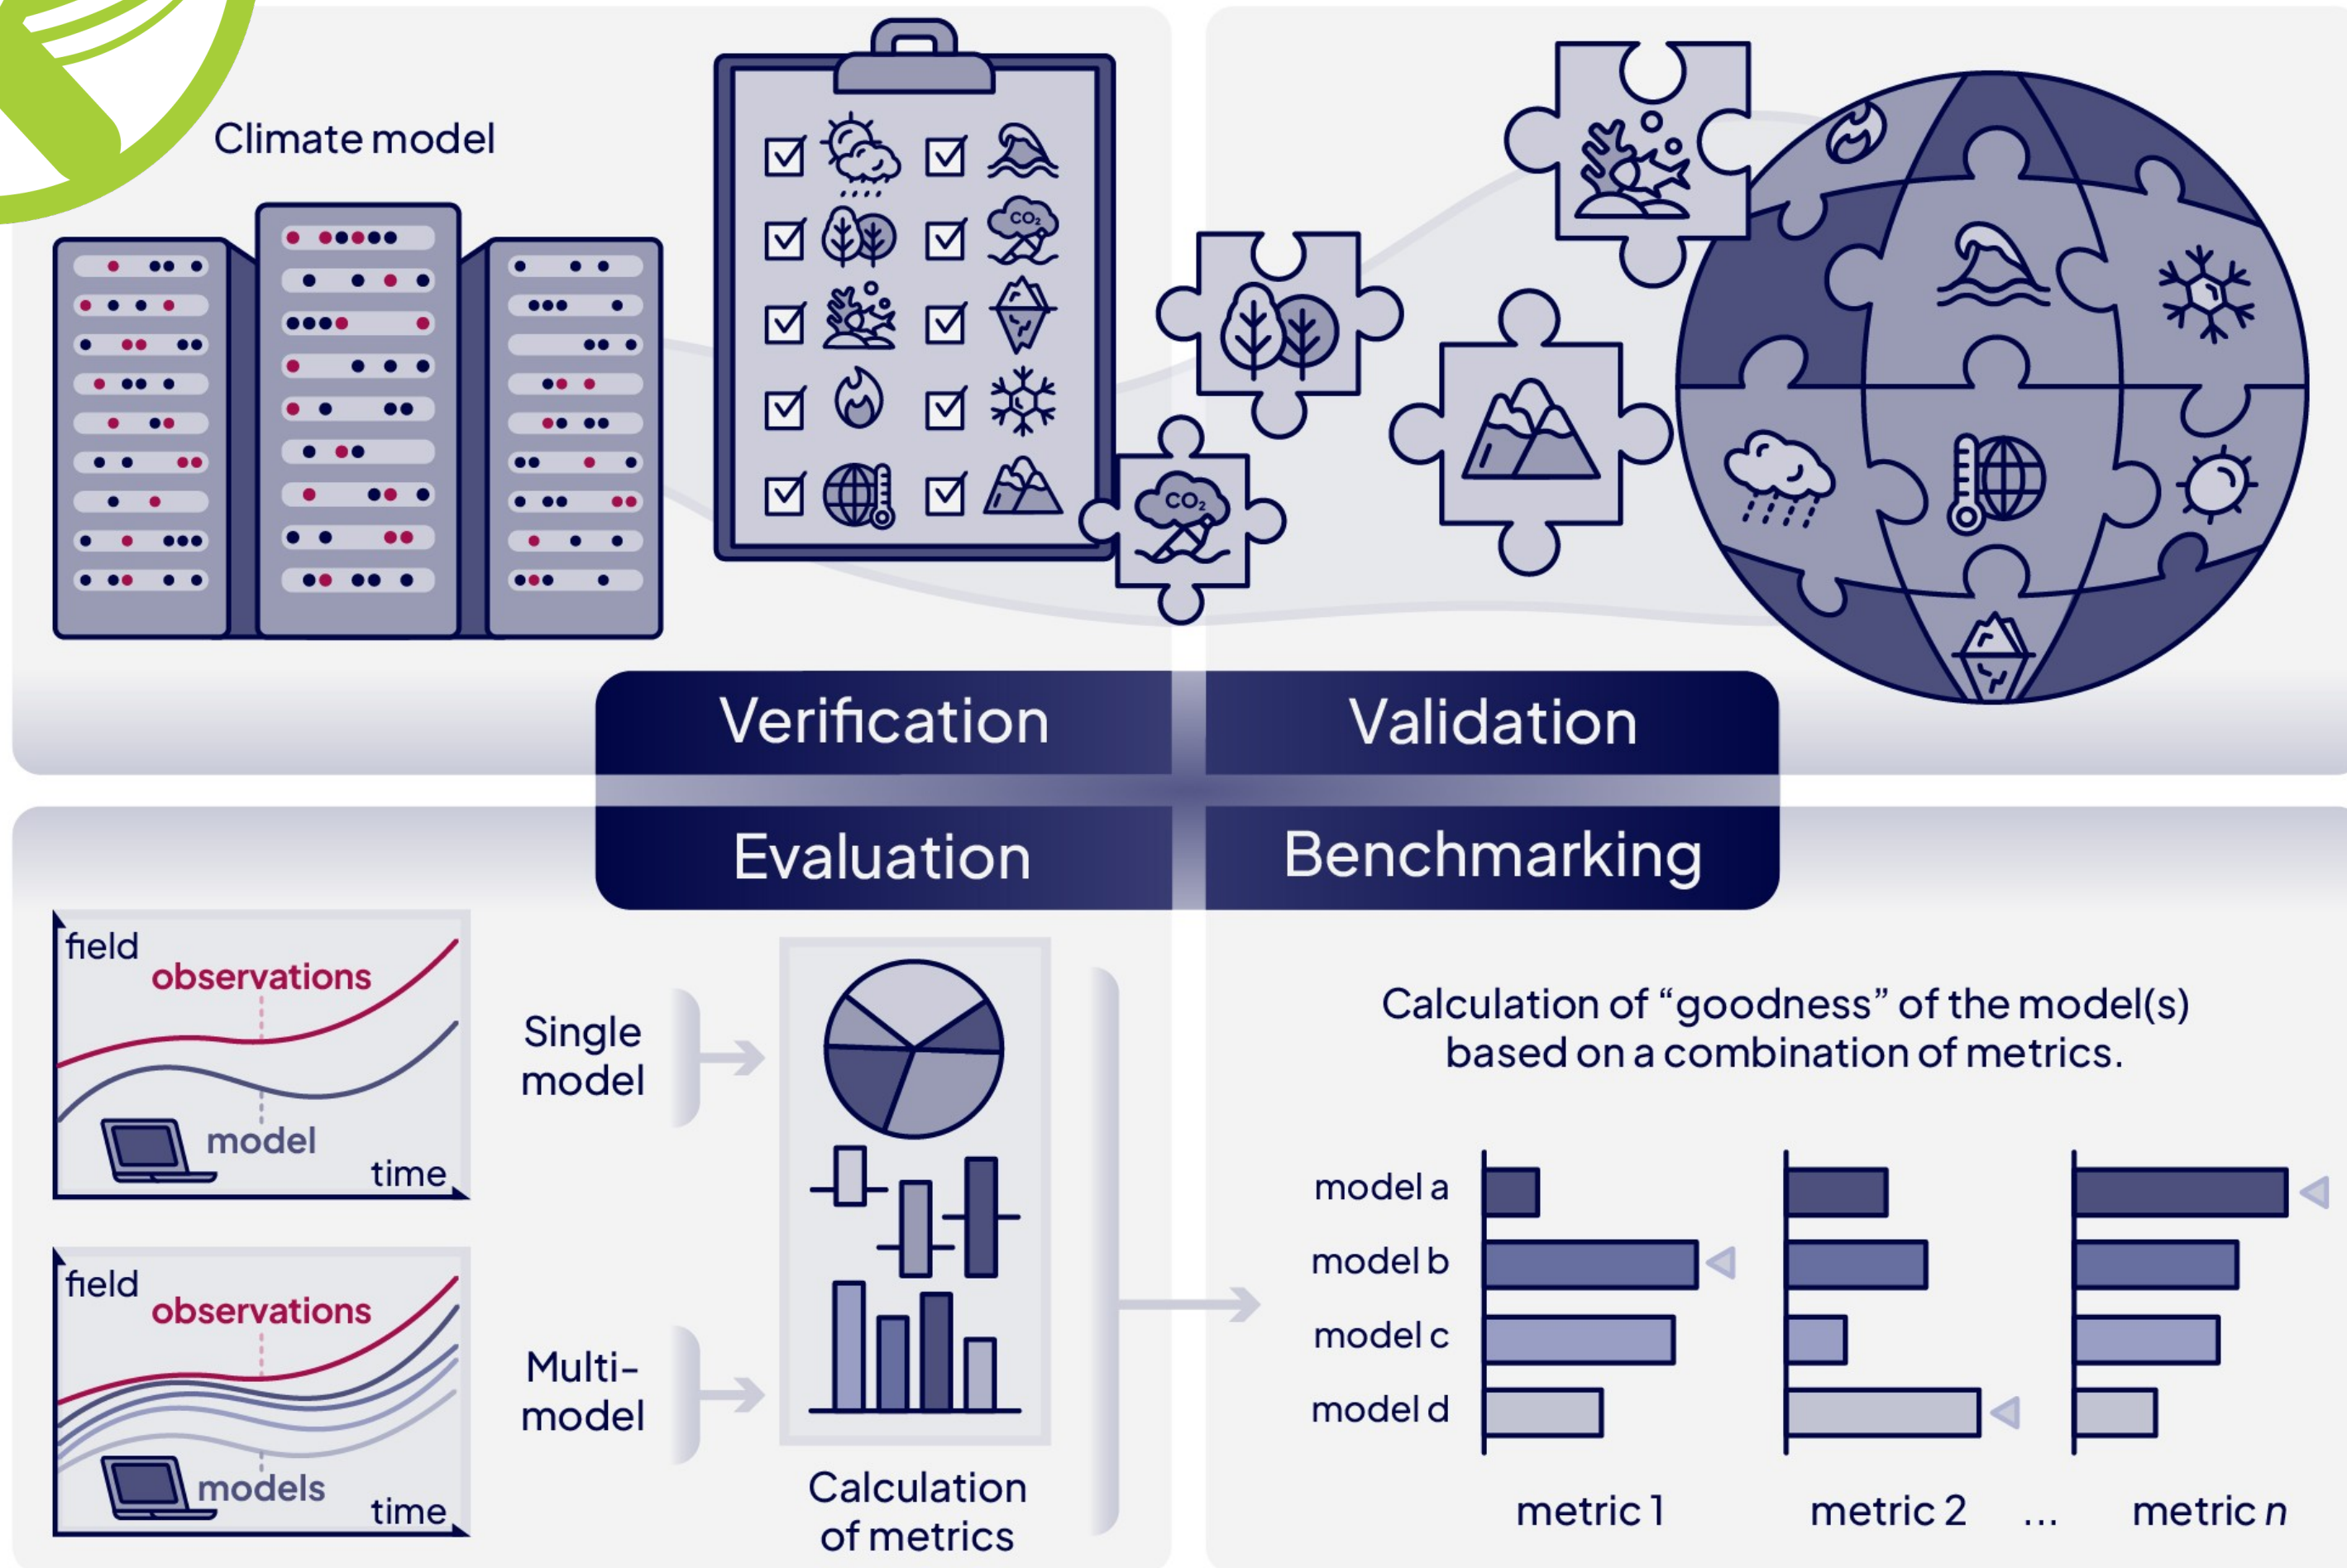 Climate model
CO₂
CO₂
Verification
Validation
Evaluation
Benchmarking
field
observations
model
time
Single
model
field
observations
models
time
Multi-
model
Calculation
of metrics
Calculation of “goodness” of the model(s)
based on a combination of metrics.
model a
model b
model c
model d
metric 1
metric 2
...
metric n